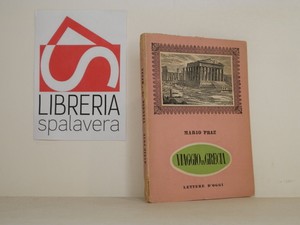 LIBRERIA
spalavera
MARIO PRAZ
VIAGGIO IN GRECIA
LETTERE D'OGGI